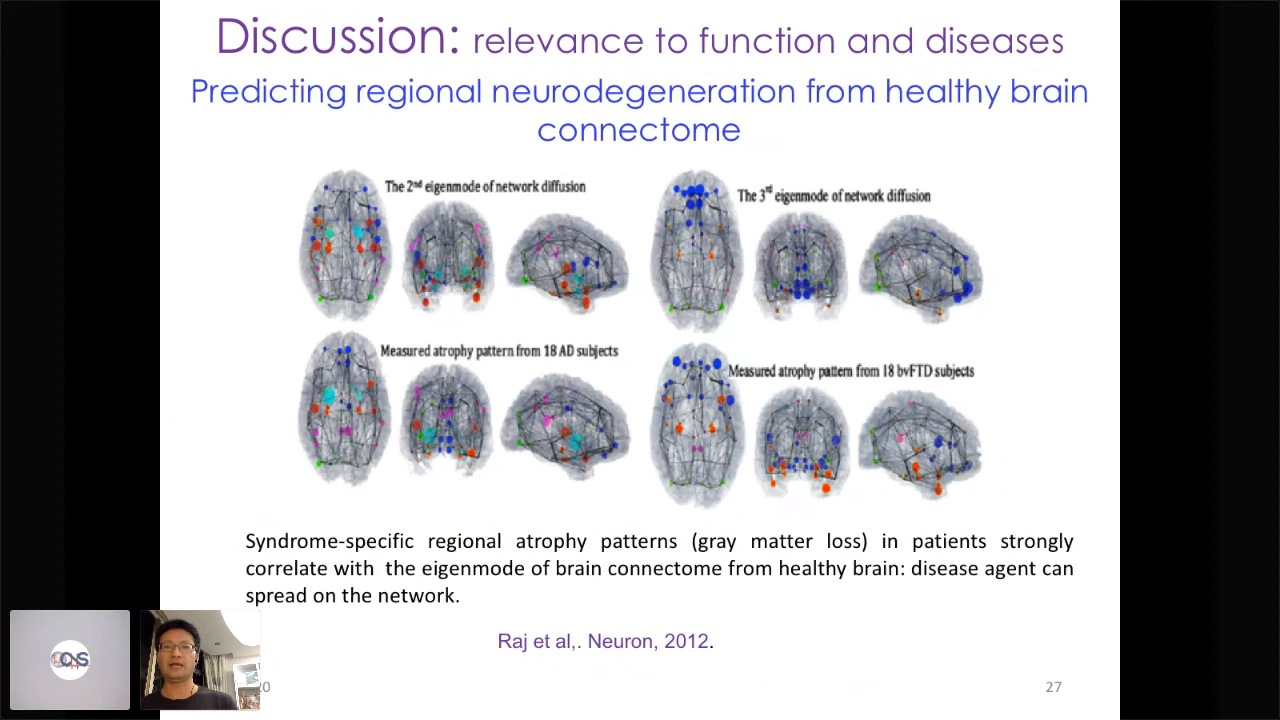 Discussion: relevance to function and diseases
Predicting regional neurodegeneration from healthy brain
connectome
The 2nd eigenmode of network diffusion
The 3rd eigenmode of network diffusion
Measured atrophy pattern from 18 AD subjects
Measured atrophy pattern from 18 bvFTD subjects
Syndrome-specific regional atrophy patterns (gray matter loss) in patients strongly
correlate with the eigenmode of brain connectome from healthy brain: disease agent can
spread on the network.
Raj et al,. Neuron, 2012.
27